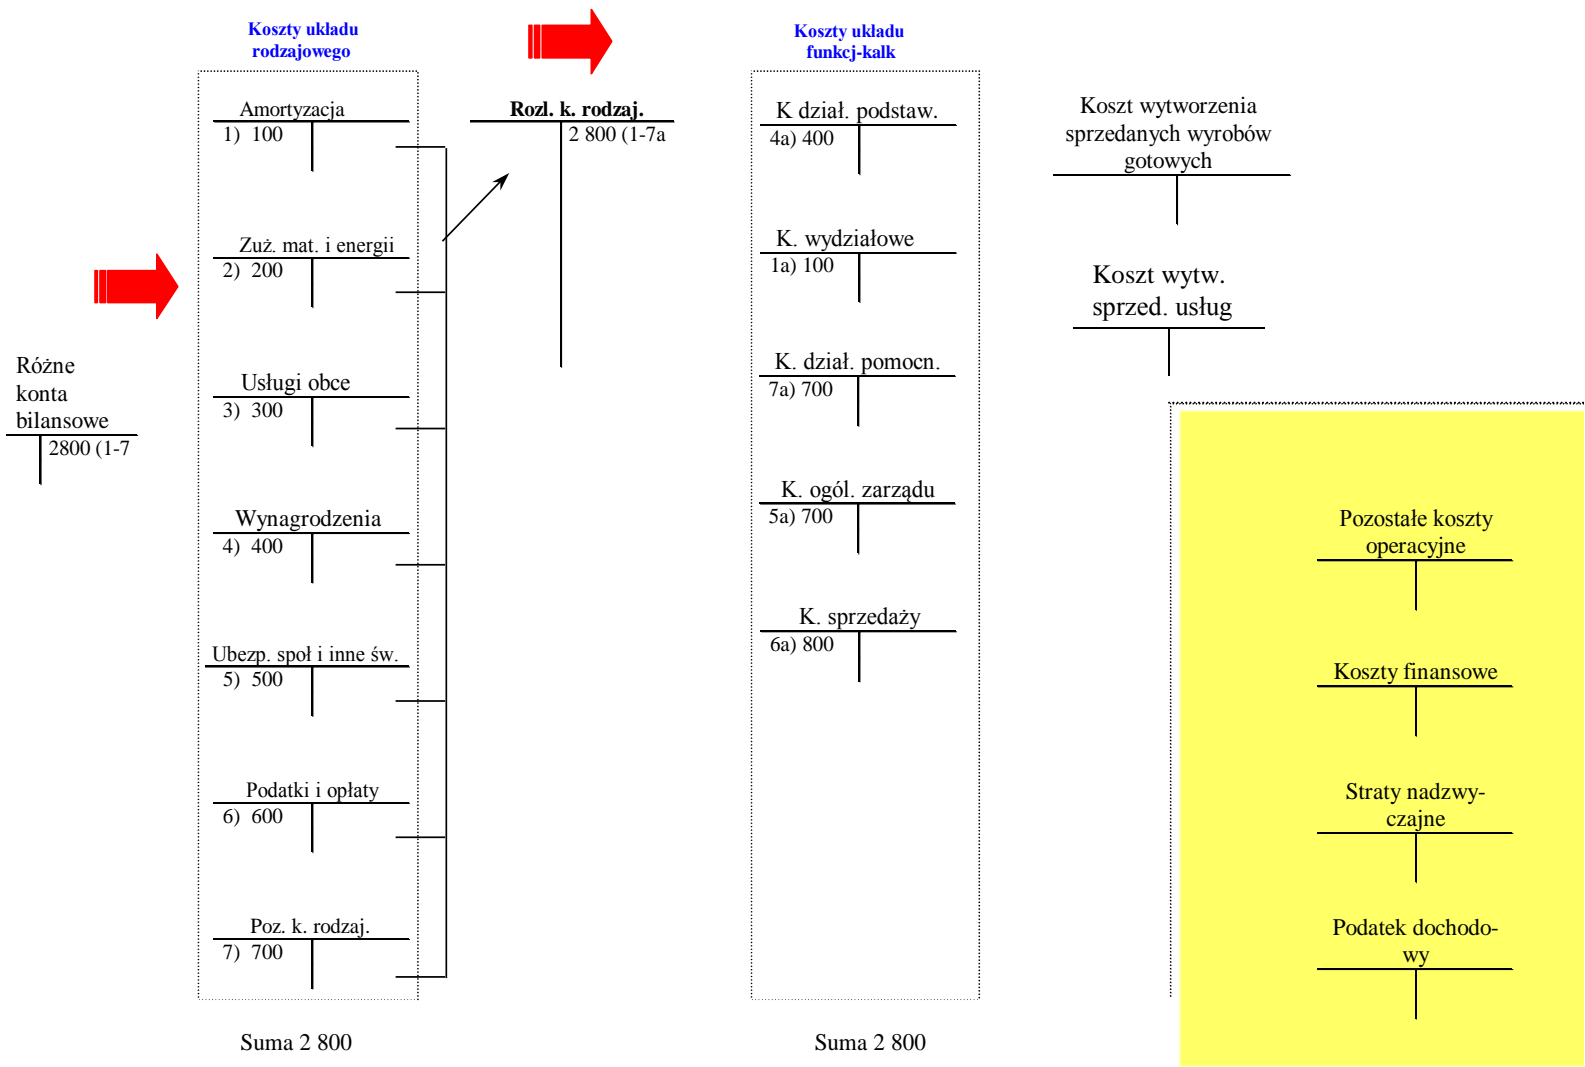 Koszty układu
rodzajowego
Koszty układu
funkcj-kalk
Różne
konta
bilansowe
2800 (1-7
Amortyzacja
1) 100
Zuż. mat. i energii
2) 200
Usługi obce
3) 300
Wynagrodzenia
4) 400
Ubezp. społ i inne św.
5) 500
Podatki i opłaty
6) 600
Poz. k. rodzaj.
7) 700
Suma 2 800
Rozl. k. rodzaj.
2 800 (1-7a
K dział. podstaw.
4a) 400
K. wydziałowe
1a) 100
K. dział. pomocn.
7a) 700
K. ogól. zarządu
5a) 700
K. sprzedaży
6a) 800
Suma 2 800
Koszt wytworzenia
sprzedanych wyrobów
gotowych
Koszt wytw.
sprzed. usług
Pozostałe koszty
operacyjne
Koszty finansowe
Straty nadzwy-
czajne
Podatek dochodo-
wy